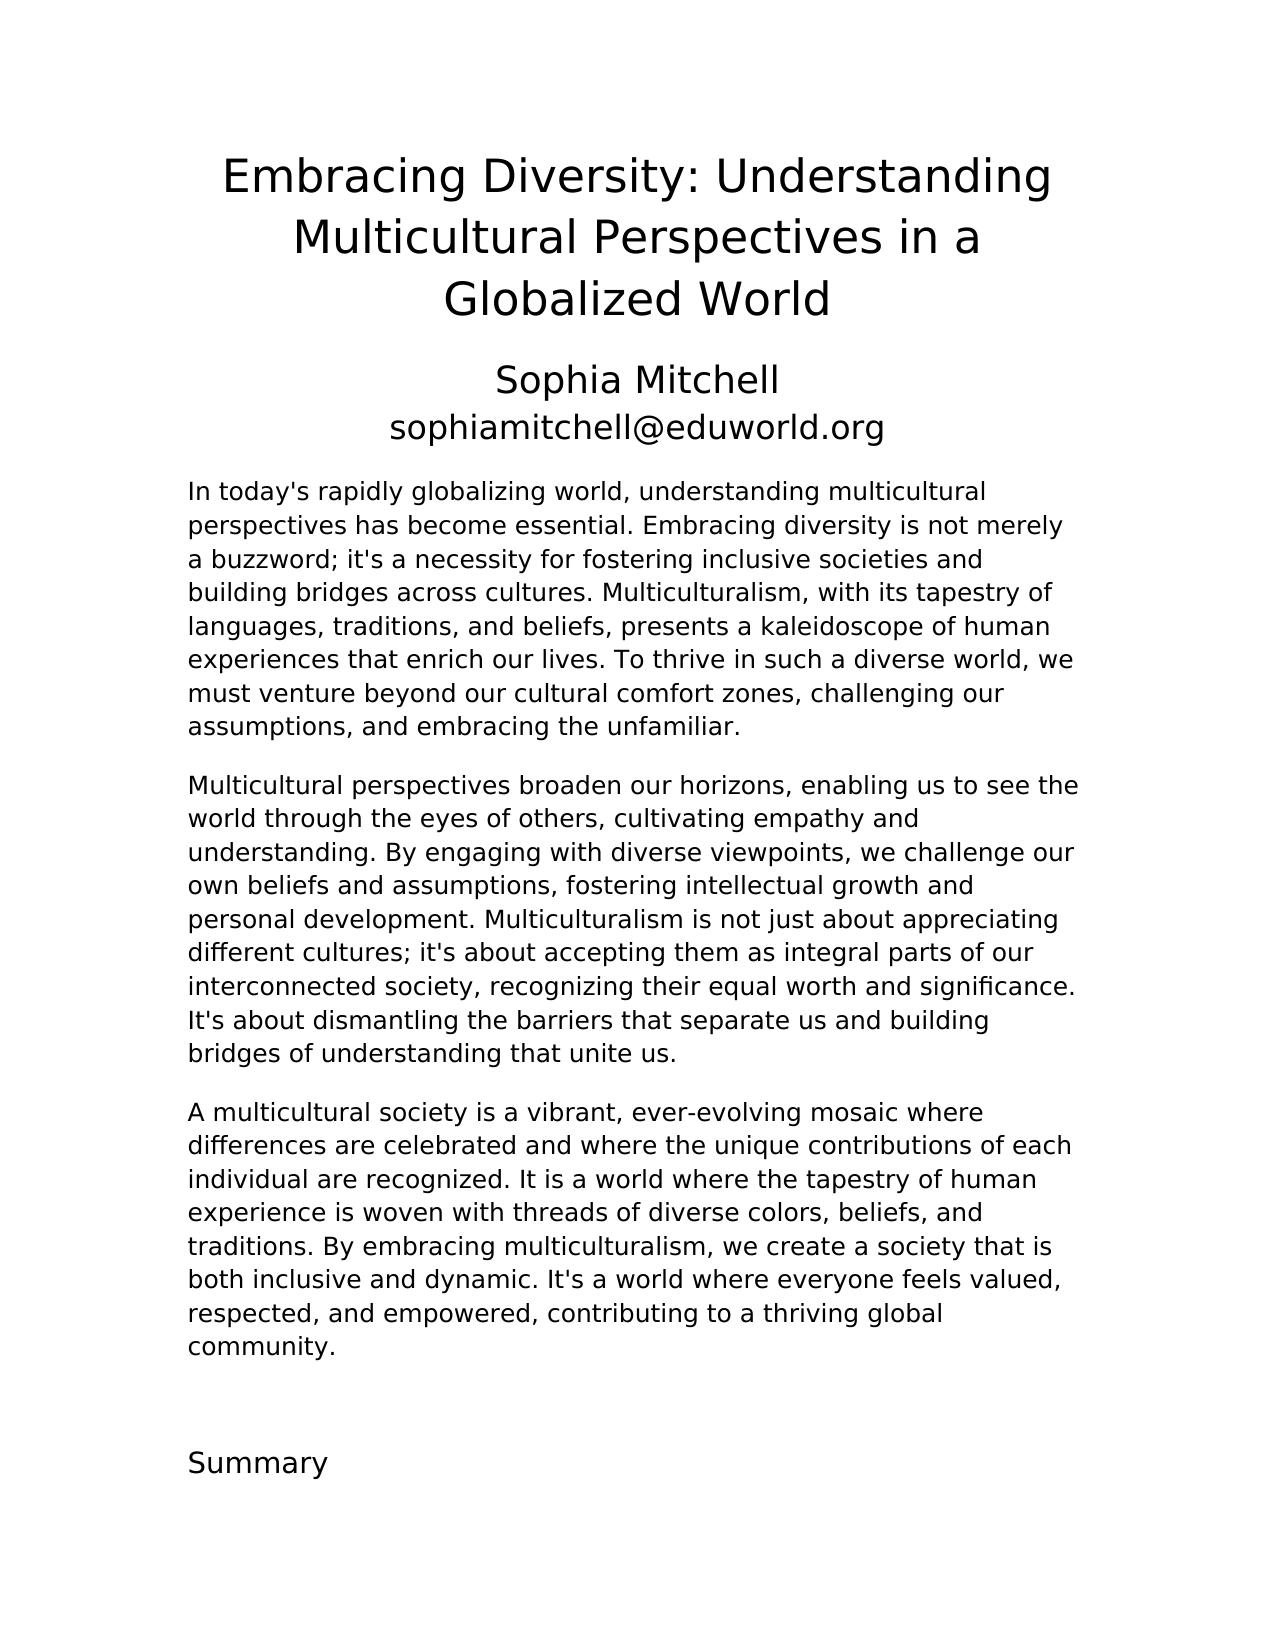 Embracing Diversity: Understanding
Multicultural Perspectives in a
Globalized World
Sophia Mitchell
sophiamitchell@eduworld.org
In today's rapidly globalizing world, understanding multicultural
perspectives has become essential. Embracing diversity is not merely
a buzzword; it's a necessity for fostering inclusive societies and
building bridges across cultures. Multiculturalism, with its tapestry of
languages, traditions, and beliefs, presents a kaleidoscope of human
experiences that enrich our lives. To thrive in such a diverse world, we
must venture beyond our cultural comfort zones, challenging our
assumptions, and embracing the unfamiliar.
Multicultural perspectives broaden our horizons, enabling us to see the
world through the eyes of others, cultivating empathy and
understanding. By engaging with diverse viewpoints, we challenge our
own beliefs and assumptions, fostering intellectual growth and
personal development. Multiculturalism is not just about appreciating
different cultures; it's about accepting them as integral parts of our
interconnected society, recognizing their equal worth and significance.
It's about dismantling the barriers that separate us and building
bridges of understanding that unite us.
A multicultural society is a vibrant, ever-evolving mosaic where
differences are celebrated and where the unique contributions of each
individual are recognized. It is a world where the tapestry of human
experience is woven with threads of diverse colors, beliefs, and
traditions. By embracing multiculturalism, we create a society that is
both inclusive and dynamic. It's a world where everyone feels valued,
respected, and empowered, contributing to a thriving global
community.
Summary